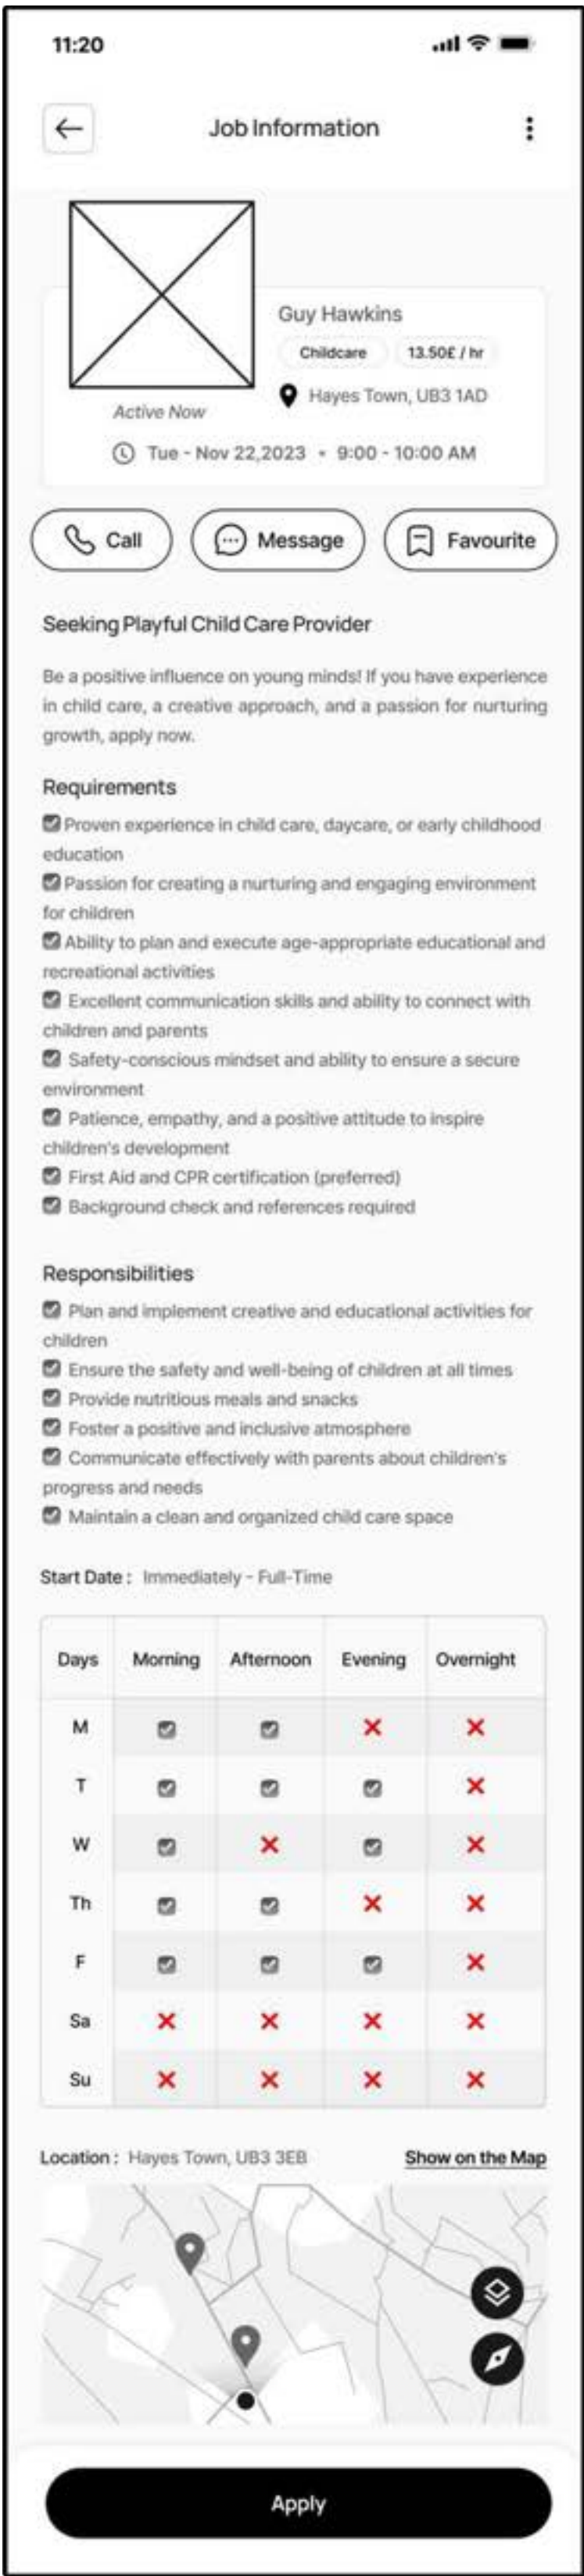 11:20
Job Information
Guy Hawkins
Childcare 13.50£ / hr
Hayes Town, UB3 1AD
Active Now
Tue - Nov 22,2023 • 9:00 - 10:00 AM
Call Message Favourite
Seeking Playful Child Care Provider
Be a positive influence on young minds! If you have experience
in child care, a creative approach, and a passion for nurturing
growth, apply now.
Requirements
Proven experience in child care, daycare, or early childhood
education
Passion for creating a nurturing and engaging environment
for children
Ability to plan and execute age-appropriate educational and
recreational activities
Excellent communication skills and ability to connect with
children and parents
Safety-conscious mindset and ability to ensure a secure
environment
Patience, empathy, and a positive attitude to inspire
children's development
First Aid and CPR certification (preferred)
Background check and references required
Responsibilities
Plan and implement creative and educational activities for
children
Ensure the safety and well-being of children at all times
Provide nutritious meals and snacks
Foster a positive and inclusive atmosphere
Communicate effectively with parents about children's
progress and needs
Maintain a clean and organized child care space
Start Date : Immediately - Full-Time
Days Morning Afternoon Evening Overnight
M
T
W
Th
F
Sa
Su
Location : Hayes Town, UB3 3EB Show on the Map
Apply